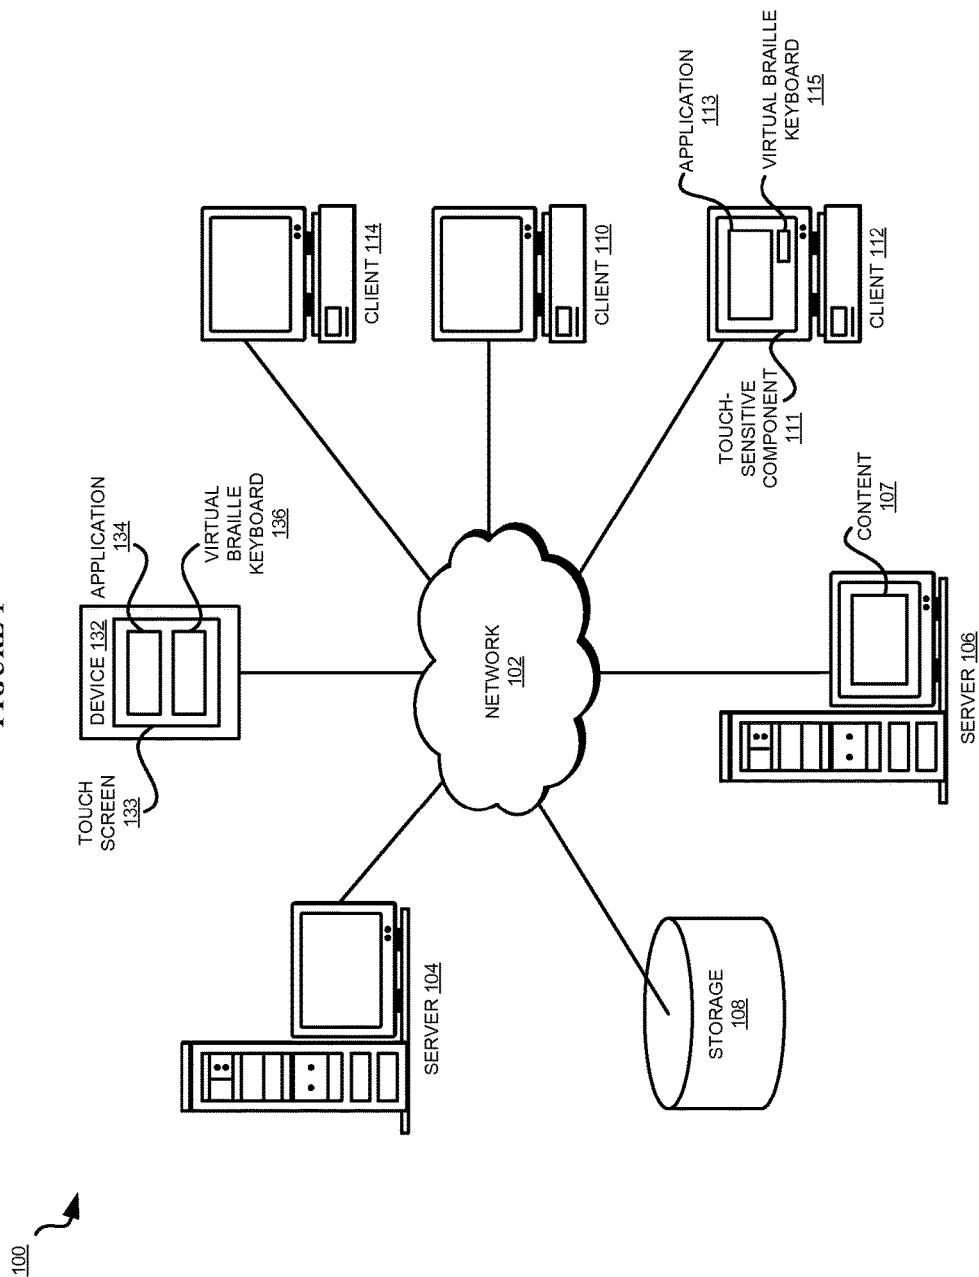 100
TOUCH
SCREEN
133
DEVICE 132
APPLICATION
134
VIRTUAL
BRAILLE
KEYBOARD
136
SERVER 104
NETWORK
102
CLIENT 114
CLIENT 110
STORAGE
108
SERVER 106
CONTENT
107
TOUCH-
SENSITIVE
COMPONENT
111
CLIENT 112
APPLICATION
113
VIRTUAL BRAILLE
KEYBOARD
115